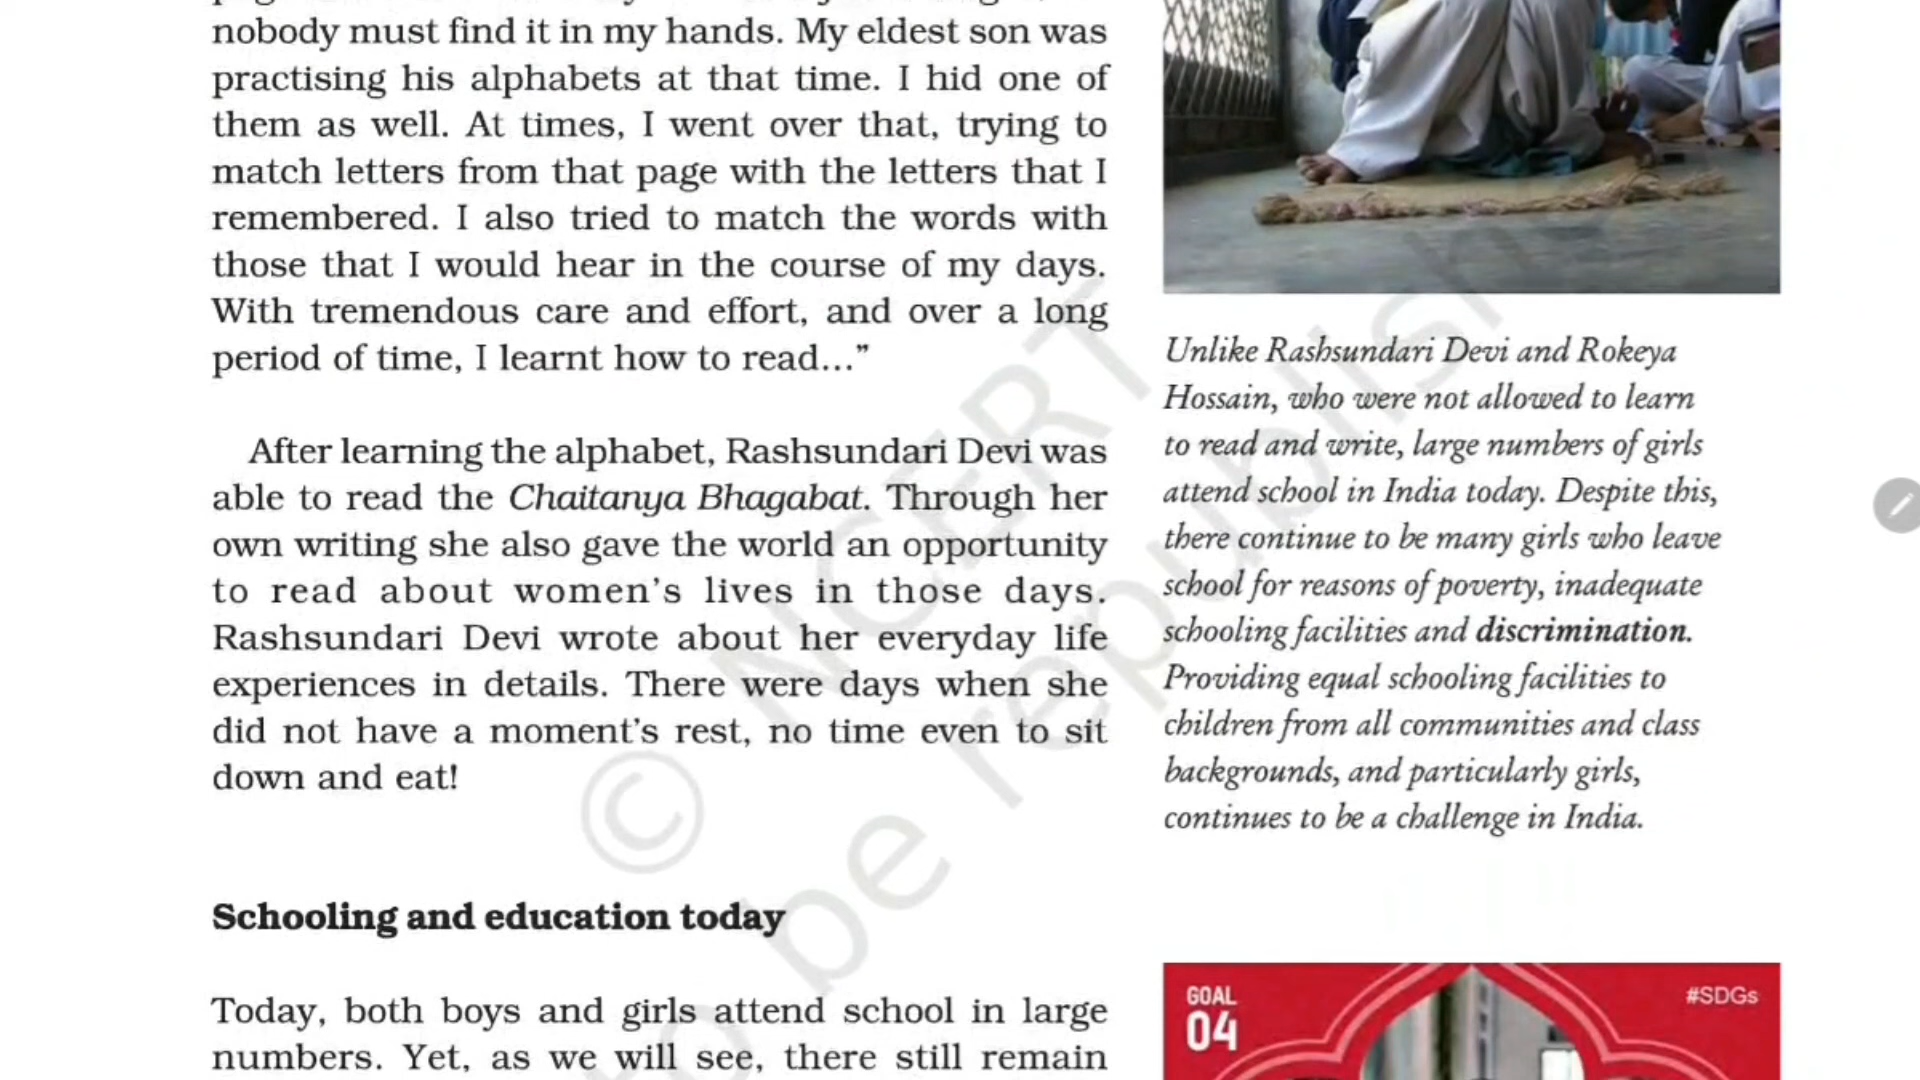 nobody must find it in my hands. My eldest son was
practising his alphabets at that time. I hid one of
them as well. At times, I went over that, trying to
match letters from that page with the letters that I
remembered. I also tried to match the words with
those that I would hear in the course of my days.
With tremendous care and effort, and over a long
period of time, I learnt how to read...”
After learning the alphabet, Rashsundari Devi was
able to read the Chaitanya Bhagabat. Through her
own writing she also gave the world an opportunity
to read about women’s lives in those days.
Rashsundari Devi wrote about her everyday life
experiences in details. There were days when she
did not have a moment’s rest, no time even to sit
down and eat!
Schooling and education today
Today, both boys and girls attend school in large
numbers. Yet, as we will see, there still remain
Unlike Rashsundari Devi and Rokeya
Hossain, who were not allowed to learn
to read and write, large numbers of girls
attend school in India today. Despite this,
there continue to be many girls who leave
school for reasons of poverty, inadequate
schooling facilities and discrimination.
Providing equal schooling facilities to
children from all communities and class
backgrounds, and particularly girls,
continues to be a challenge in India.
GOAL
04
#SDGs
© NCERT
to be republish